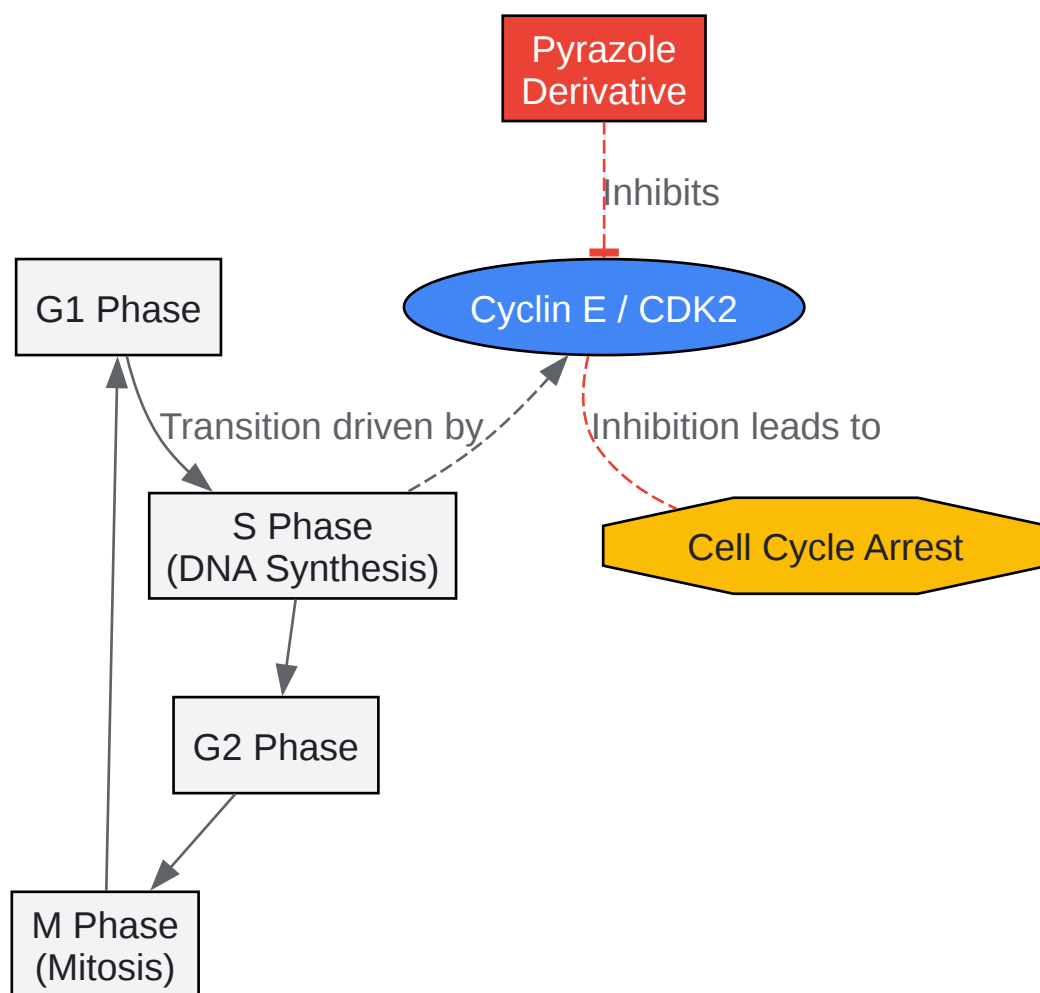 Pyrazole
Derivative
Inhibits
G1 Phase
Cyclin E / CDK2
Transition driven by
Inhibition leads to
S Phase
(DNA Synthesis)
Cell Cycle Arrest
G2 Phase
M Phase
(Mitosis)